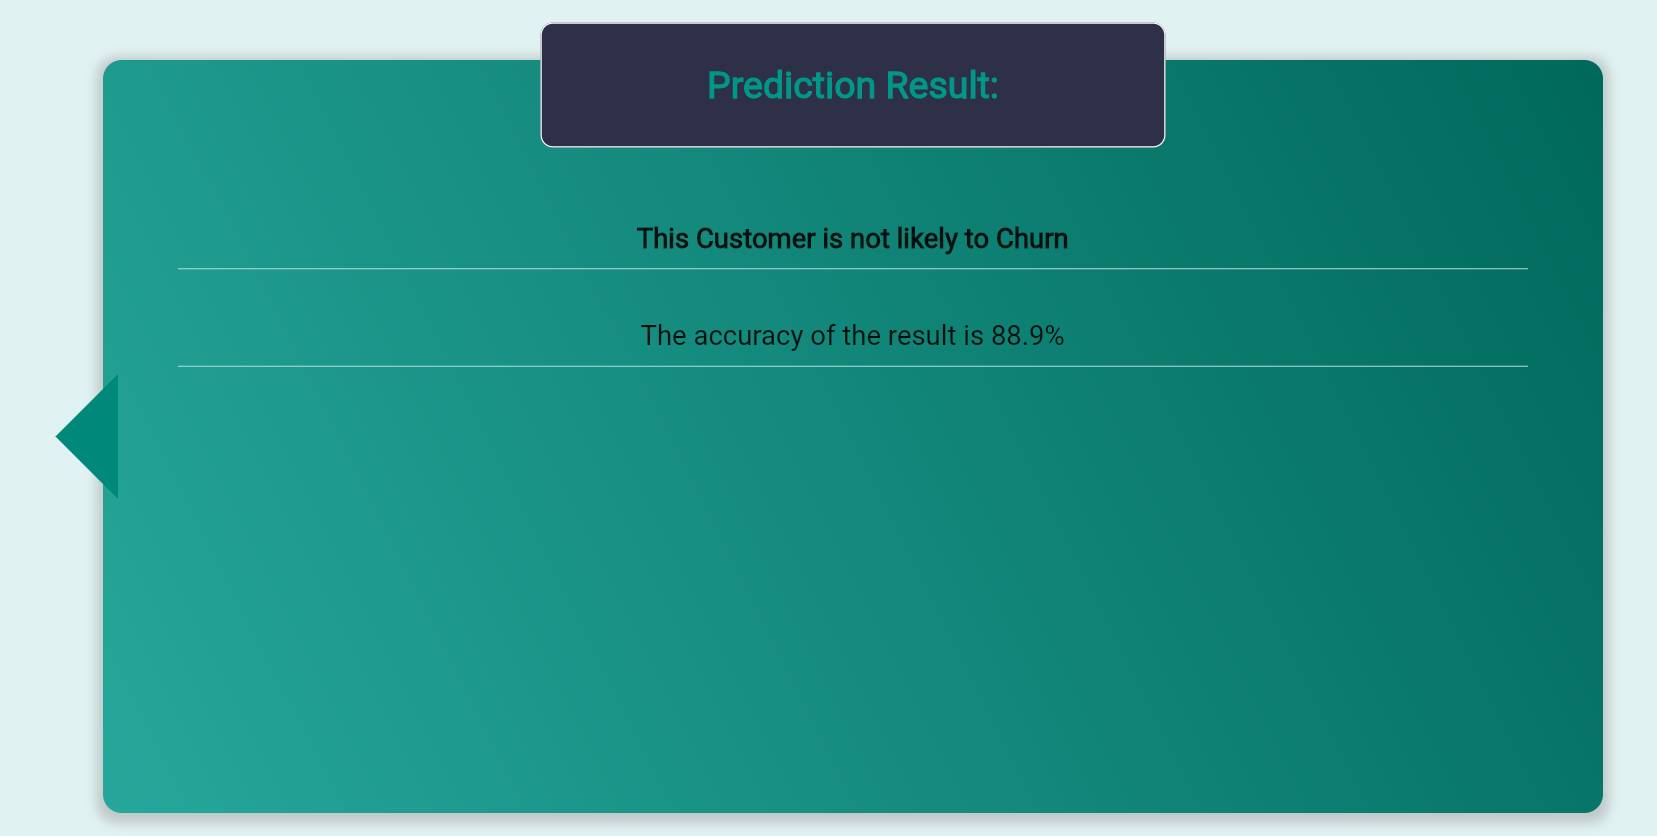 Prediction Result:
This Customer is not likely to Churn
The accuracy of the result is 88.9%